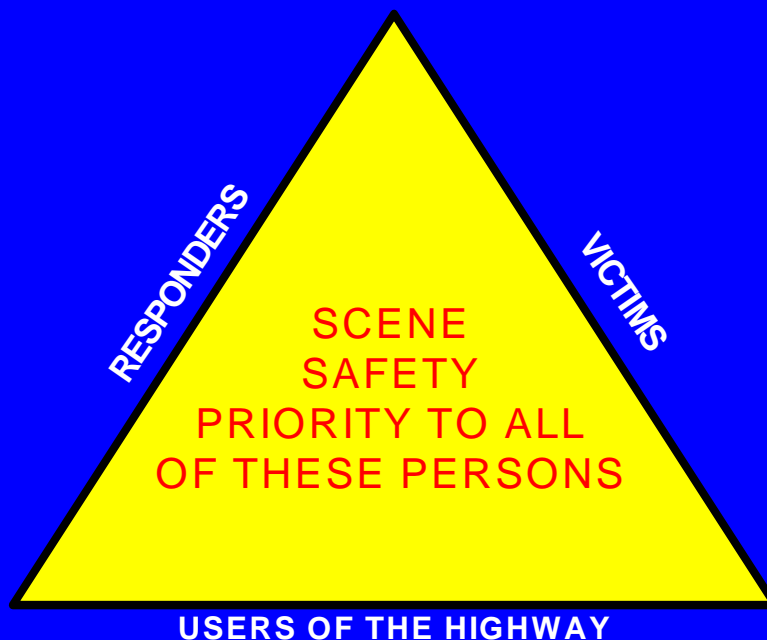 RESPONDERS
VICTIMS
SCENE
SAFETY
PRIORITY TO ALL
OF THESE PERSONS
USERS OF THE HIGHWAY